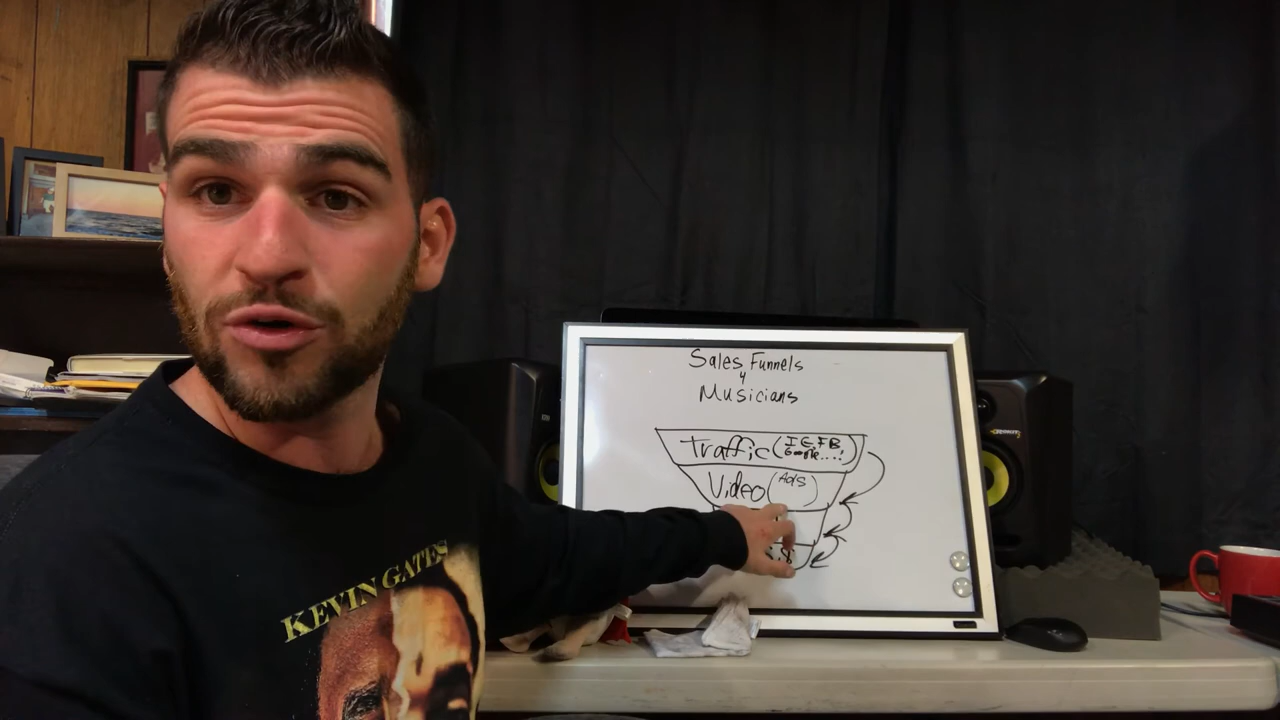 Sales Funnels
4
Musicians
Traffic (IG, FB,
Google....!)
Video (Ads)
KEVIN GATES